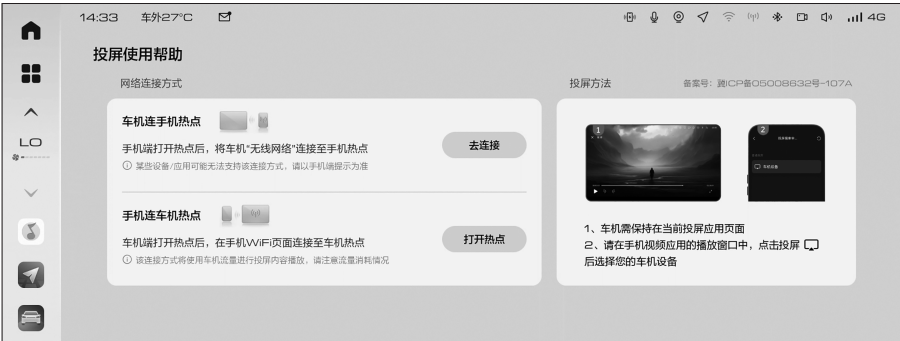 14:33 车外27°C 4G
投屏使用帮助
网络连接方式
投屏方法
备案号：冀ICP备05008832号-107A
车机连手机热点
手机端打开热点后，将车机"无线网络"连接至手机热点
某些设备/应用可能无法支持该连接方式，请以手机端提示为准
去连接
手机连车机热点
车机端打开热点后，在手机WiFi页面连接至车机热点
该连接方式将使用车机流量进行投屏内容播放，请注意流量消耗情况
打开热点
1
2
车机设备
1、车机需保持在当前投屏应用页面
2、请在手机视频应用的播放窗口中，点击投屏
后选择您的车机设备
LO